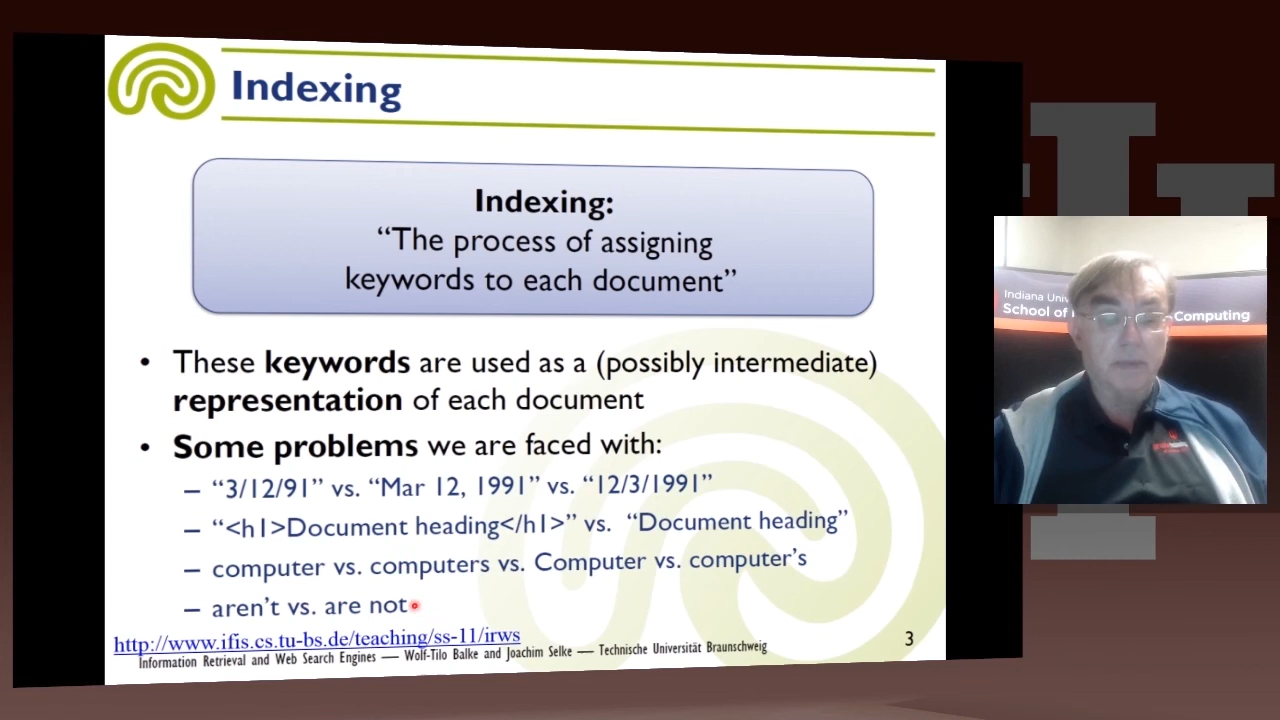 Indexing
Indexing:
“The process of assigning
keywords to each document”
• These keywords are used as a (possibly intermediate)
representation of each document
• Some problems we are faced with:
– “3/12/91” vs. “Mar 12, 1991” vs. “12/3/1991”
– “<h1>Document heading</h1>” vs. “Document heading”
– computer vs. computers vs. Computer vs. computer’s
– aren’t vs. are not
http://www.ifis.cs.tu-bs.de/teaching/ss-11/irws
Information Retrieval and Web Search Engines — Wolf-Tilo Balke and Joachim Selke — Technische Universität Braunschweig
3
Indiana Univ
School of Computing